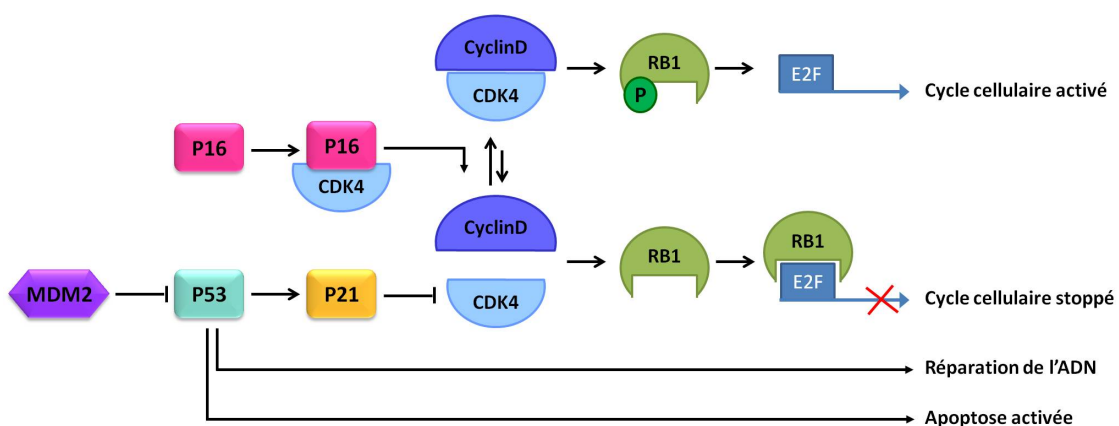 CyclinD
CDK4
RB1
P
E2F
Cycle cellulaire activé
P16
P16
CDK4
CyclinD
CDK4
RB1
RB1
E2F
Cycle cellulaire stoppé
MDM2
P53
P21
Réparation de l'ADN
Apoptose activée